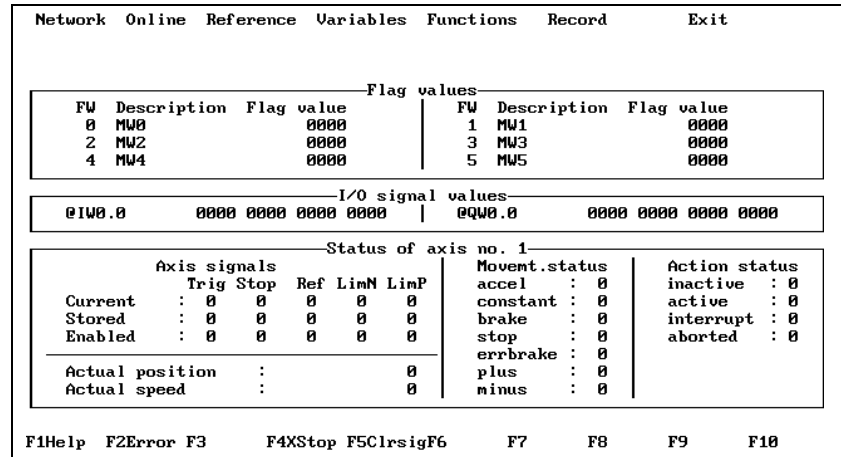 Network Online Reference Variables Functions Record Exit
Flag values
FW Description Flag value FW Description Flag value
0 MW0 0000 1 MW1 0000
2 MW2 0000 3 MW3 0000
4 MW4 0000 5 MW5 0000
I/O signal values
@IW0.0 0000 0000 0000 0000 @QW0.0 0000 0000 0000 0000
Status of axis no. 1
Axis signals Movemt.status Action status
Trig Stop Ref LimN LimP accel : 0 inactive : 0
Current : 0 0 0 0 0 constant : 0 active : 0
Stored : 0 0 0 0 0 brake : 0 interrupt : 0
Enabled : 0 0 0 0 0 stop : 0 aborted : 0
errbrake : 0
Actual position : 0 plus : 0
Actual speed : 0 minus : 0
F1Help F2Error F3 F4XStop F5ClrsigF6 F7 F8 F9 F10